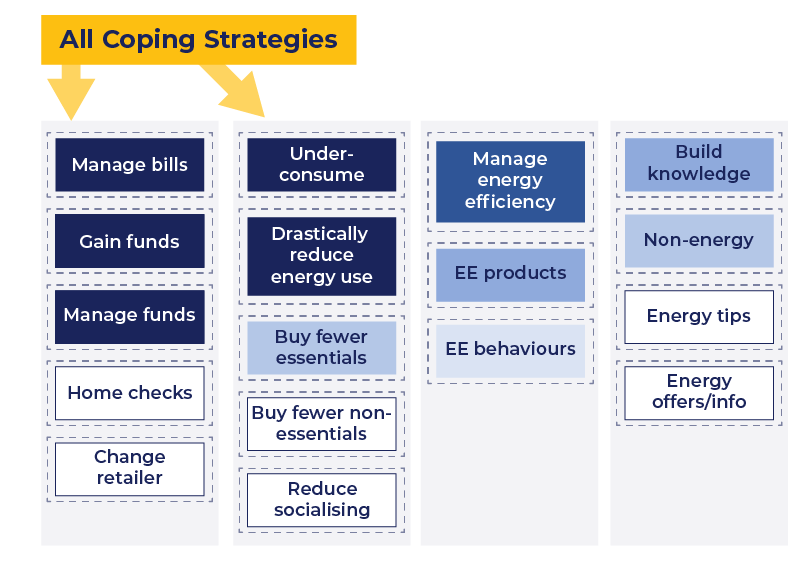 All Coping Strategies
Manage bills
Gain funds
Manage funds
Home checks
Change
retailer
Under-
consume
Drastically
reduce
energy use
Buy fewer
essentials
Buy fewer non-
essentials
Reduce
socialising
Manage
energy
efficiency
EE products
EE behaviours
Build
knowledge
Non-energy
Energy tips
Energy
offers/info